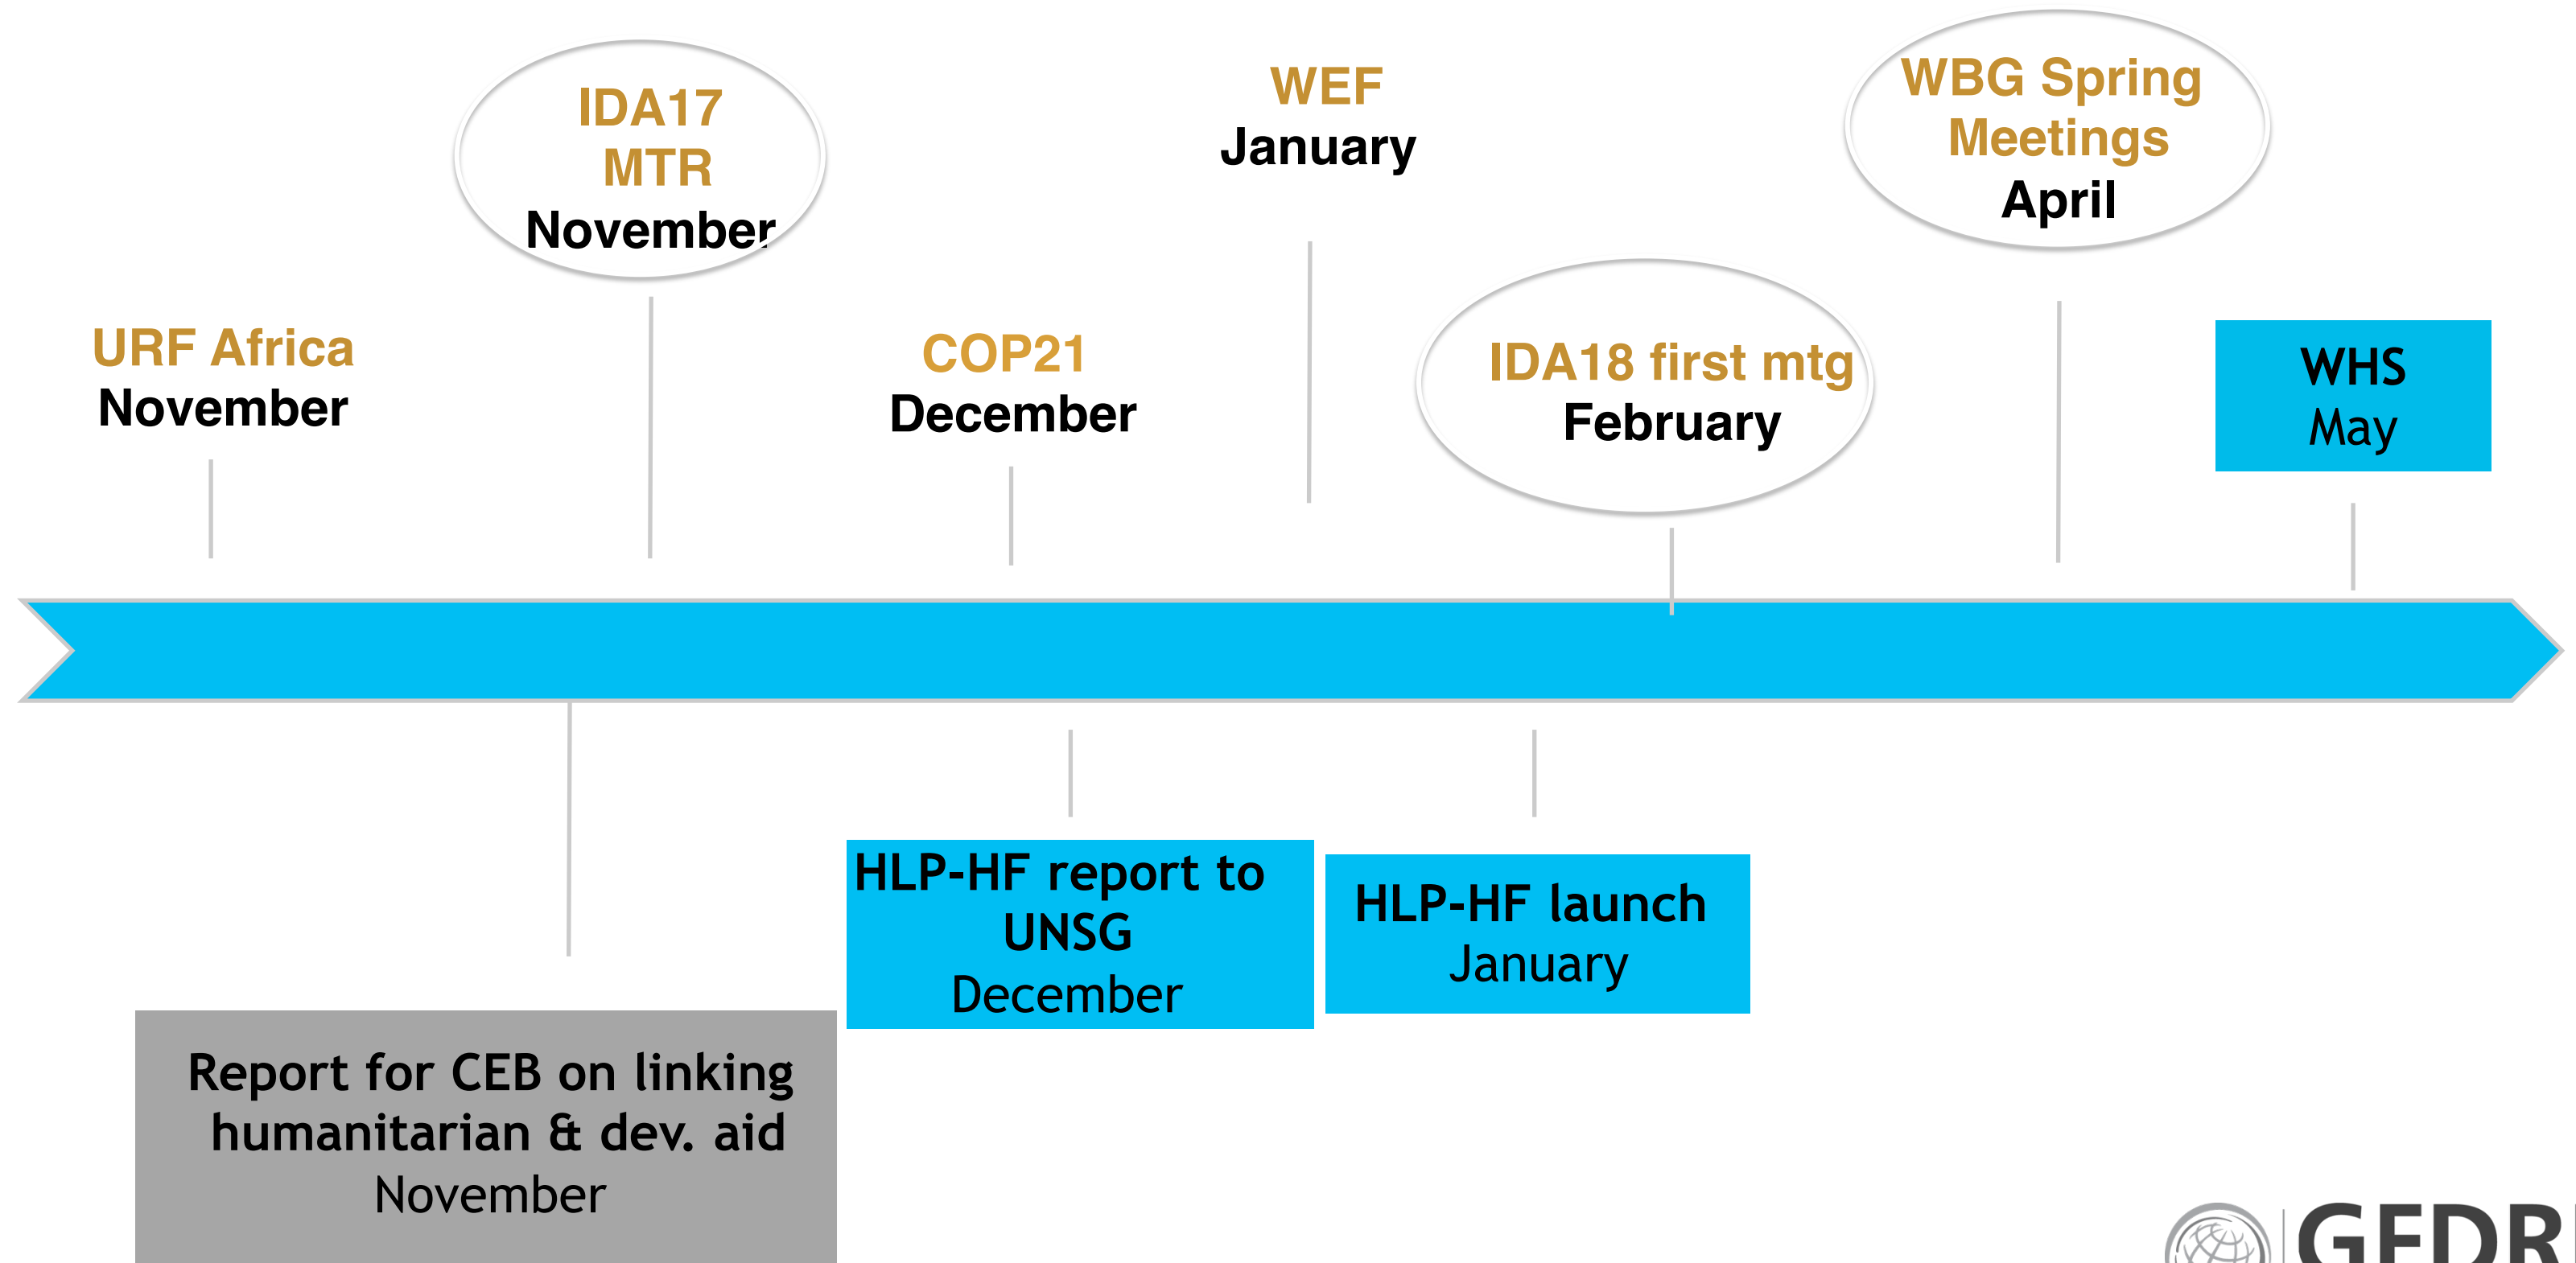 URF Africa
November
IDA17
MTR
November
COP21
December
WEF
January
IDA18 first mtg
February
WBG Spring
Meetings
April
WHS
May
Report for CEB on linking
humanitarian & dev. aid
November
HLP-HF report to
UNSG
December
HLP-HF launch
January